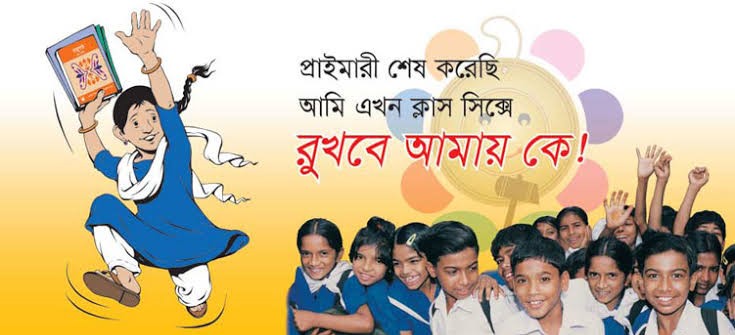 প্রাইমারী শেষ করেছি
আমি এখন ক্লাস সিক্সে
রুখবে আমায় কে!